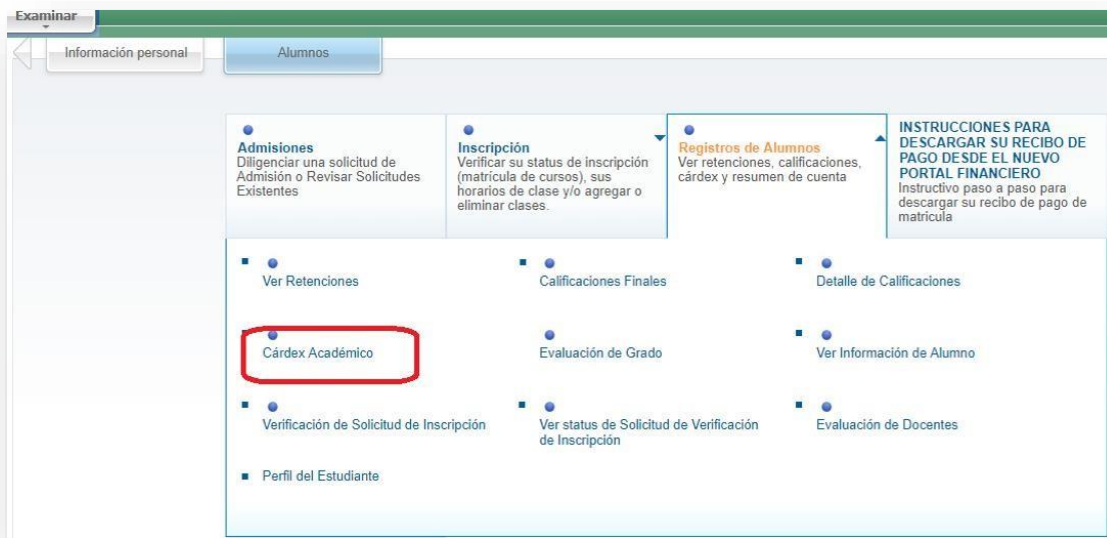 Examinar
Información personal
Alumnos
Admisiones
Diligenciar una solicitud de
Admisión o Revisar Solicitudes
Existentes
Inscripción
Verificar su status de inscripción
(matrícula de cursos), sus
horarios de clase y/o agregar o
eliminar clases.
Registros de Alumnos
Ver retenciones, calificaciones,
cárdex y resumen de cuenta
INSTRUCCIONES PARA
DESCARGAR SU RECIBO DE
PAGO DESDE EL NUEVO
PORTAL FINANCIERO
Instructivo paso a paso para
descargar su recibo de pago de
matricula
Ver Retenciones
Calificaciones Finales
Detalle de Calificaciones
Cárdex Académico
Evaluación de Grado
Ver Información de Alumno
Verificación de Solicitud de Inscripción
Ver status de Solicitud de Verificación
de Inscripción
Evaluación de Docentes
Perfil del Estudiante